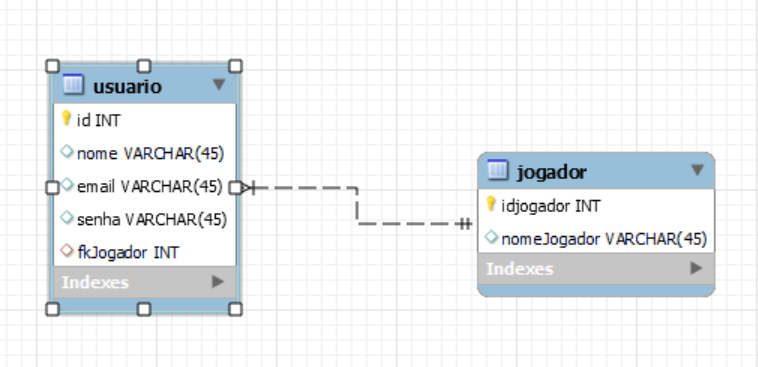 usuario
id INT
nome VARCHAR(45)
email VARCHAR(45)
senha VARCHAR(45)
fkJogador INT
Indexes
jogador
idjogador INT
nomeJogador VARCHAR(45)
Indexes